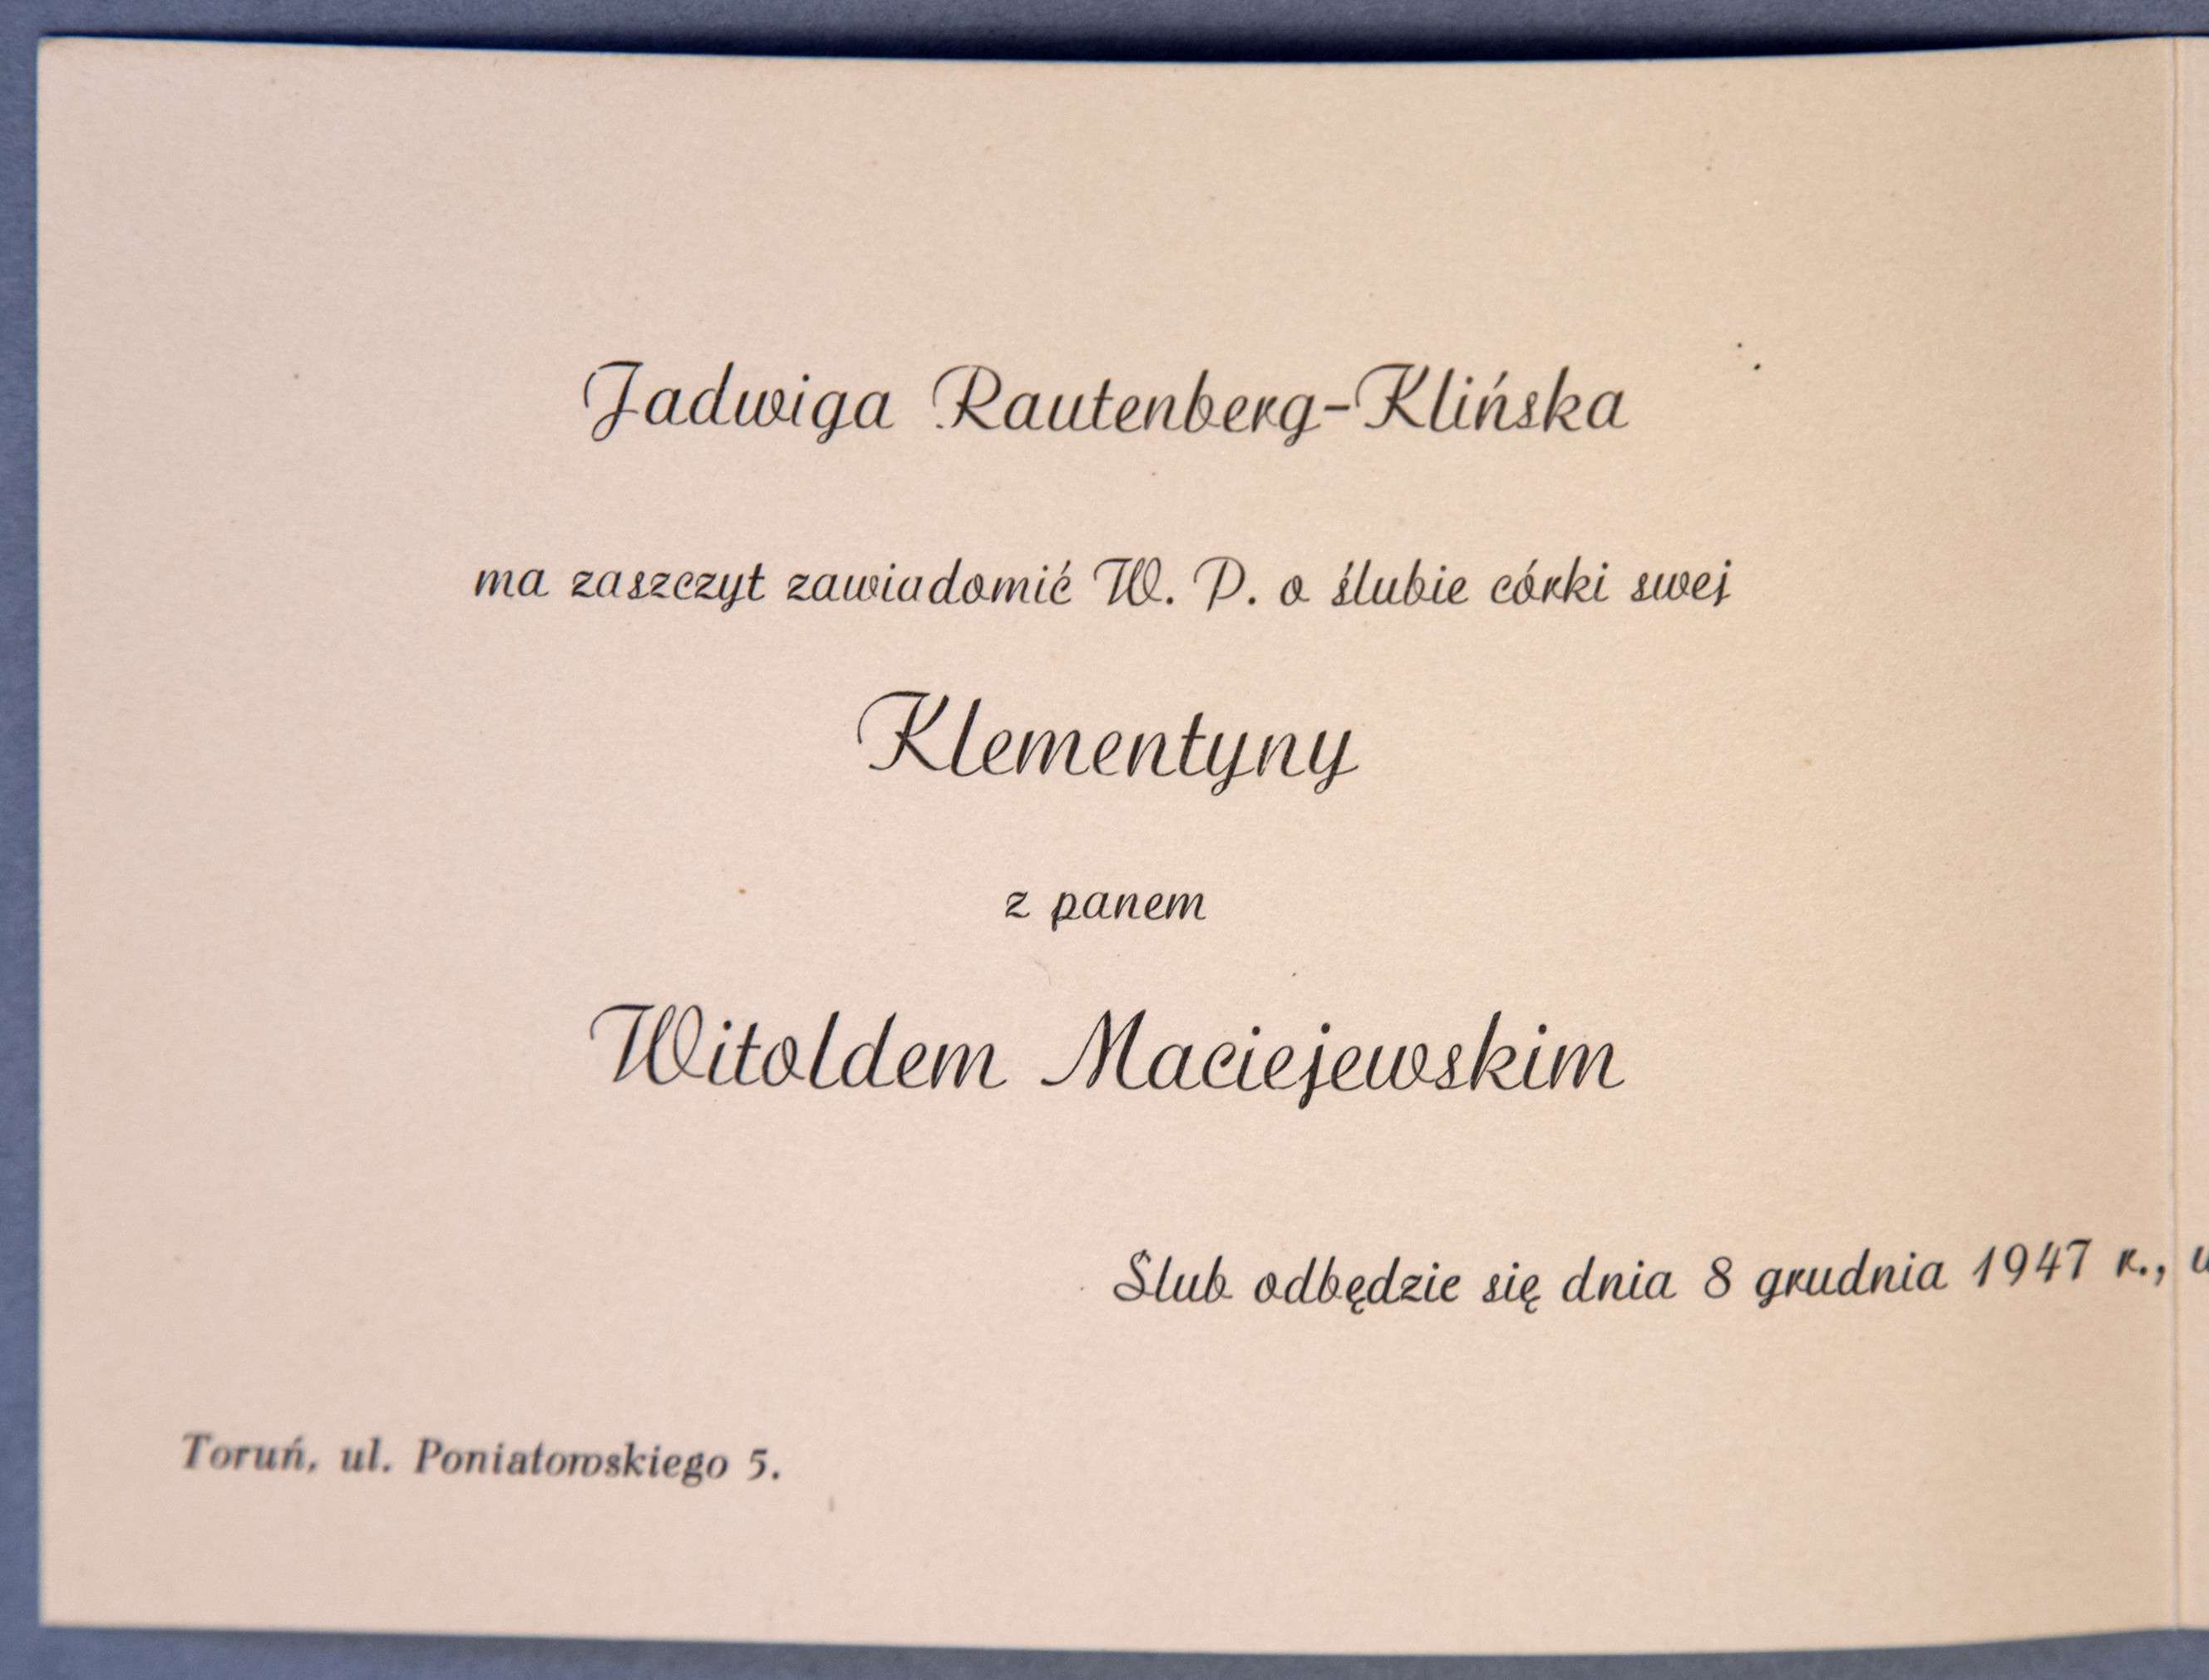 Jadwiga Rautenberg-Klińska
ma zaszczyt zawiadomić W. P. o ślubie córki swej
Klementyny
z panem
Witoldem Maciejewskim
Ślub odbędzie się dnia 8 grudnia 1947 r.,
Toruń, ul. Poniatowskiego 5.